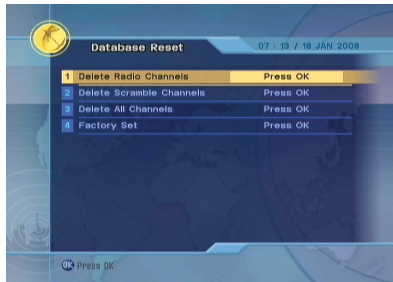 Database Reset 07 : 13 / 18 JAN 2008
1 Delete Radio Channels Press OK
2 Delete Scramble Channels Press OK
3 Delete All Channels Press OK
4 Factory Set Press OK
OK Press OK